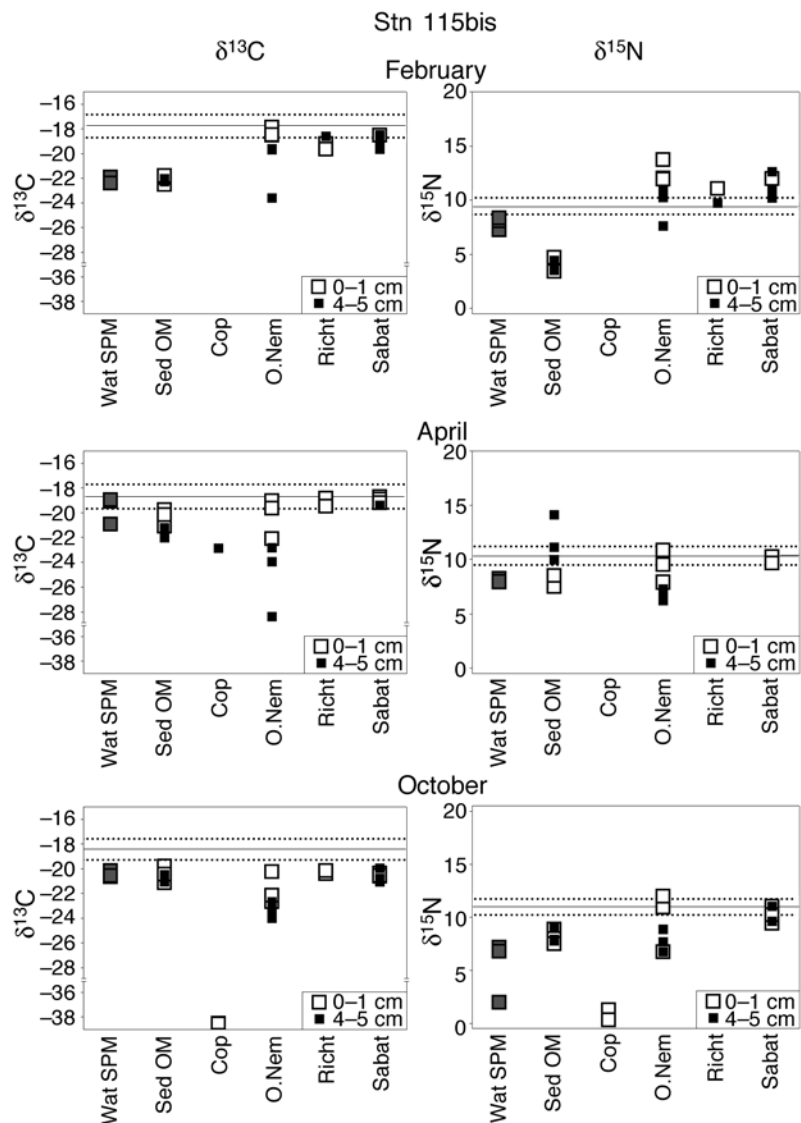 Stn 115bis
δ¹³C δ¹⁵N
February
δ¹³C
−16
−18
−20
−22
−24
−26
−28
−36
−38
0–1 cm
4–5 cm
Wat SPM Sed OM Cop O.Nem Richt Sabat
δ¹⁵N
20
15
10
5
0
0–1 cm
4–5 cm
Wat SPM Sed OM Cop O.Nem Richt Sabat
April
δ¹³C
−16
−18
−20
−22
−24
−26
−28
−36
−38
0–1 cm
4–5 cm
Wat SPM Sed OM Cop O.Nem Richt Sabat
δ¹⁵N
20
15
10
5
0
0–1 cm
4–5 cm
Wat SPM Sed OM Cop O.Nem Richt Sabat
October
δ¹³C
−16
−18
−20
−22
−24
−26
−28
−36
−38
0–1 cm
4–5 cm
Wat SPM Sed OM Cop O.Nem Richt Sabat
δ¹⁵N
20
15
10
5
0
0–1 cm
4–5 cm
Wat SPM Sed OM Cop O.Nem Richt Sabat